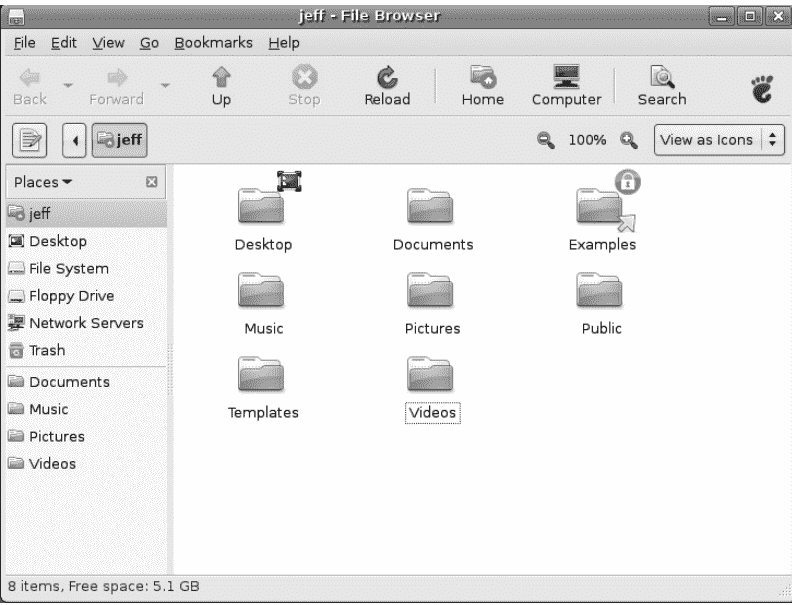 jeff - File Browser
File Edit View Go Bookmarks Help
Back Forward Up Stop Reload Home Computer Search
jeff 100% View as Icons
Places
jeff
Desktop
File System
Floppy Drive
Network Servers
Trash
Documents
Music
Pictures
Videos
Desktop Documents Examples
Music Pictures Public
Templates Videos
8 items, Free space: 5.1 GB